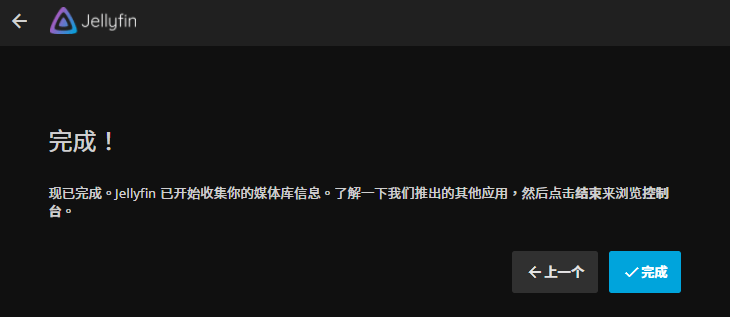 Jellyfin
完成！
现已完成。Jellyfin 已开始收集你的媒体库信息。了解一下我们推出的其他应用，然后点击结束来浏览控制
台。
上一个
完成